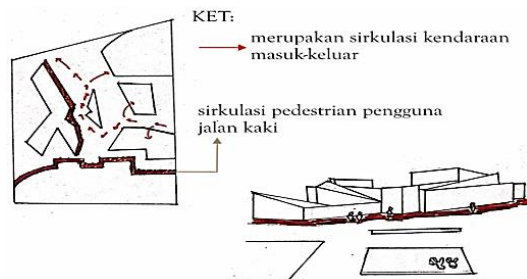 KET:
merupakan sirkulasi kendaraan
masuk-keluar
sirkulasi pedestrian pengguna
jalan kaki